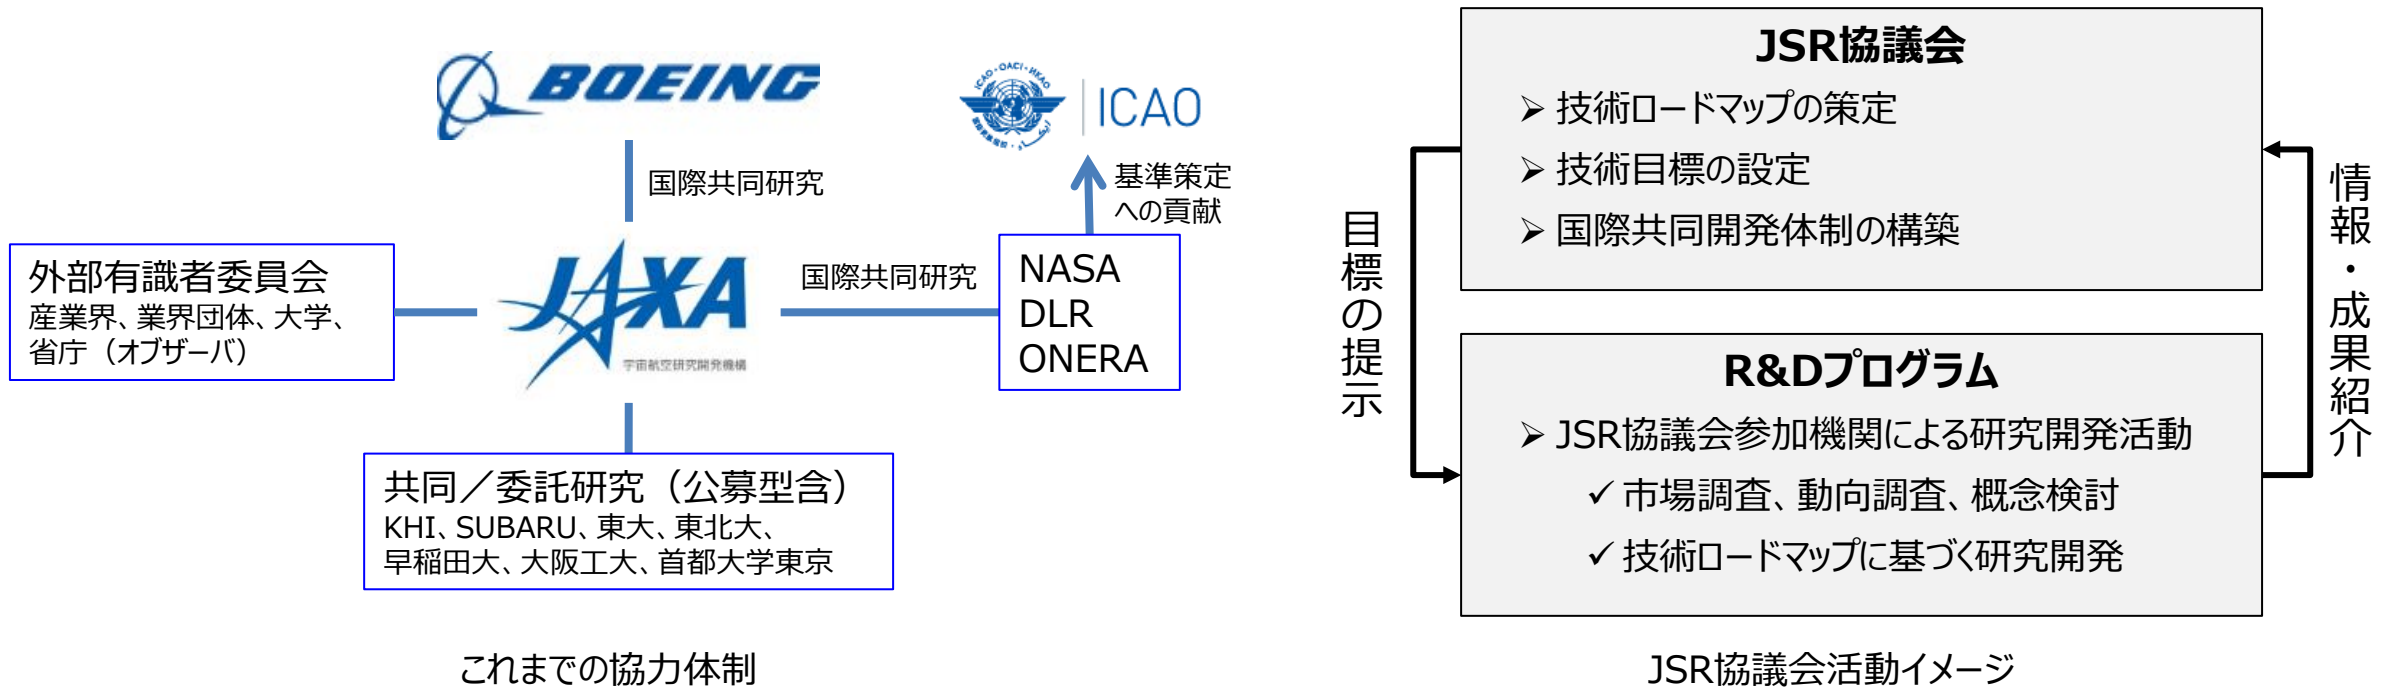 BOEING
国際共同研究
ICAO・OACI・ИКАО
ICAO
基準策定
への貢献
外部有識者委員会
産業界、業界団体、大学、
省庁（オブザーバ）
JAXA
宇宙航空研究開発機構
国際共同研究
NASA
DLR
ONERA
共同／委託研究（公募型含）
KHI、SUBARU、東大、東北大、
早稲田大、大阪工大、首都大学東京
これまでの協力体制
JSR協議会
➢ 技術ロードマップの策定
➢ 技術目標の設定
➢ 国際共同開発体制の構築
目標の提示
情報・成果紹介
R&Dプログラム
➢ JSR協議会参加機関による研究開発活動
✓ 市場調査、動向調査、概念検討
✓ 技術ロードマップに基づく研究開発
JSR協議会活動イメージ